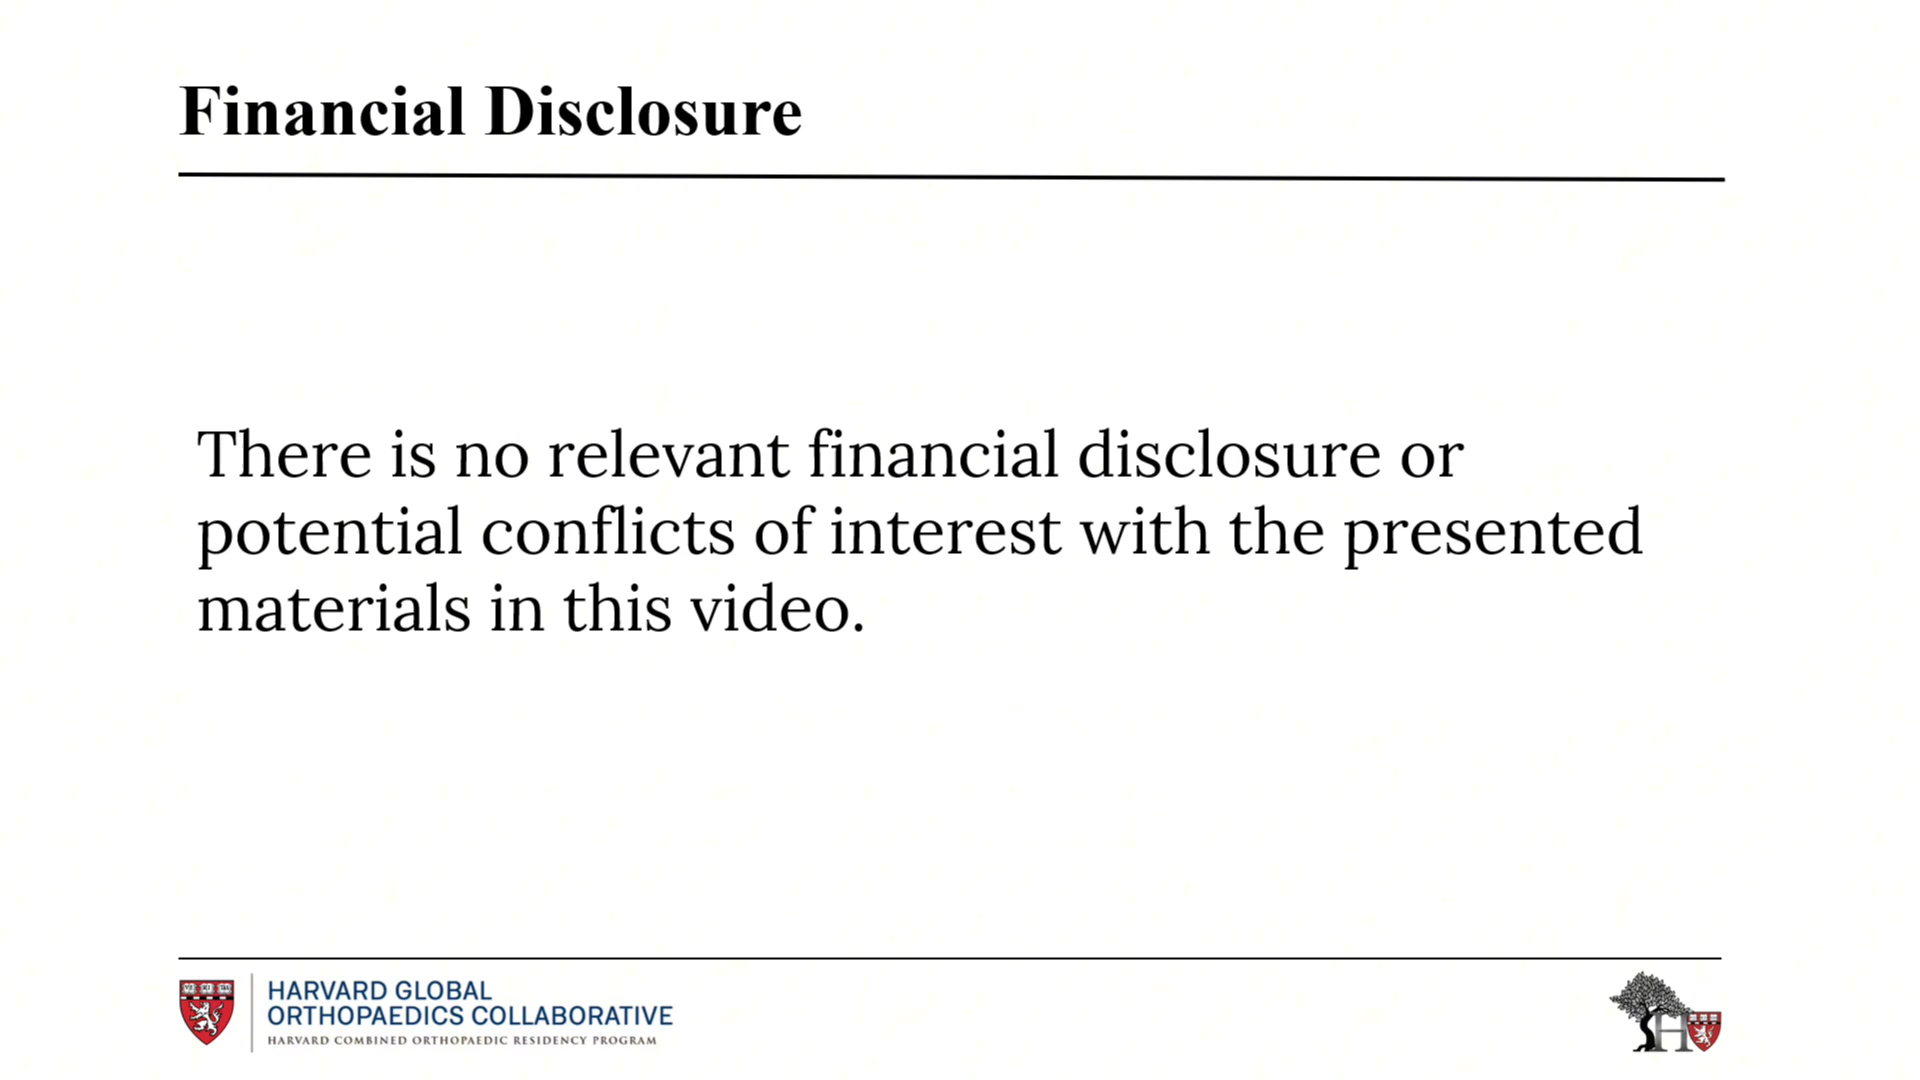 Financial Disclosure
There is no relevant financial disclosure or
potential conflicts of interest with the presented
materials in this video.
HARVARD GLOBAL
ORTHOPAEDICS COLLABORATIVE
HARVARD COMBINED ORTHOPAEDIC RESIDENCY PROGRAM
H